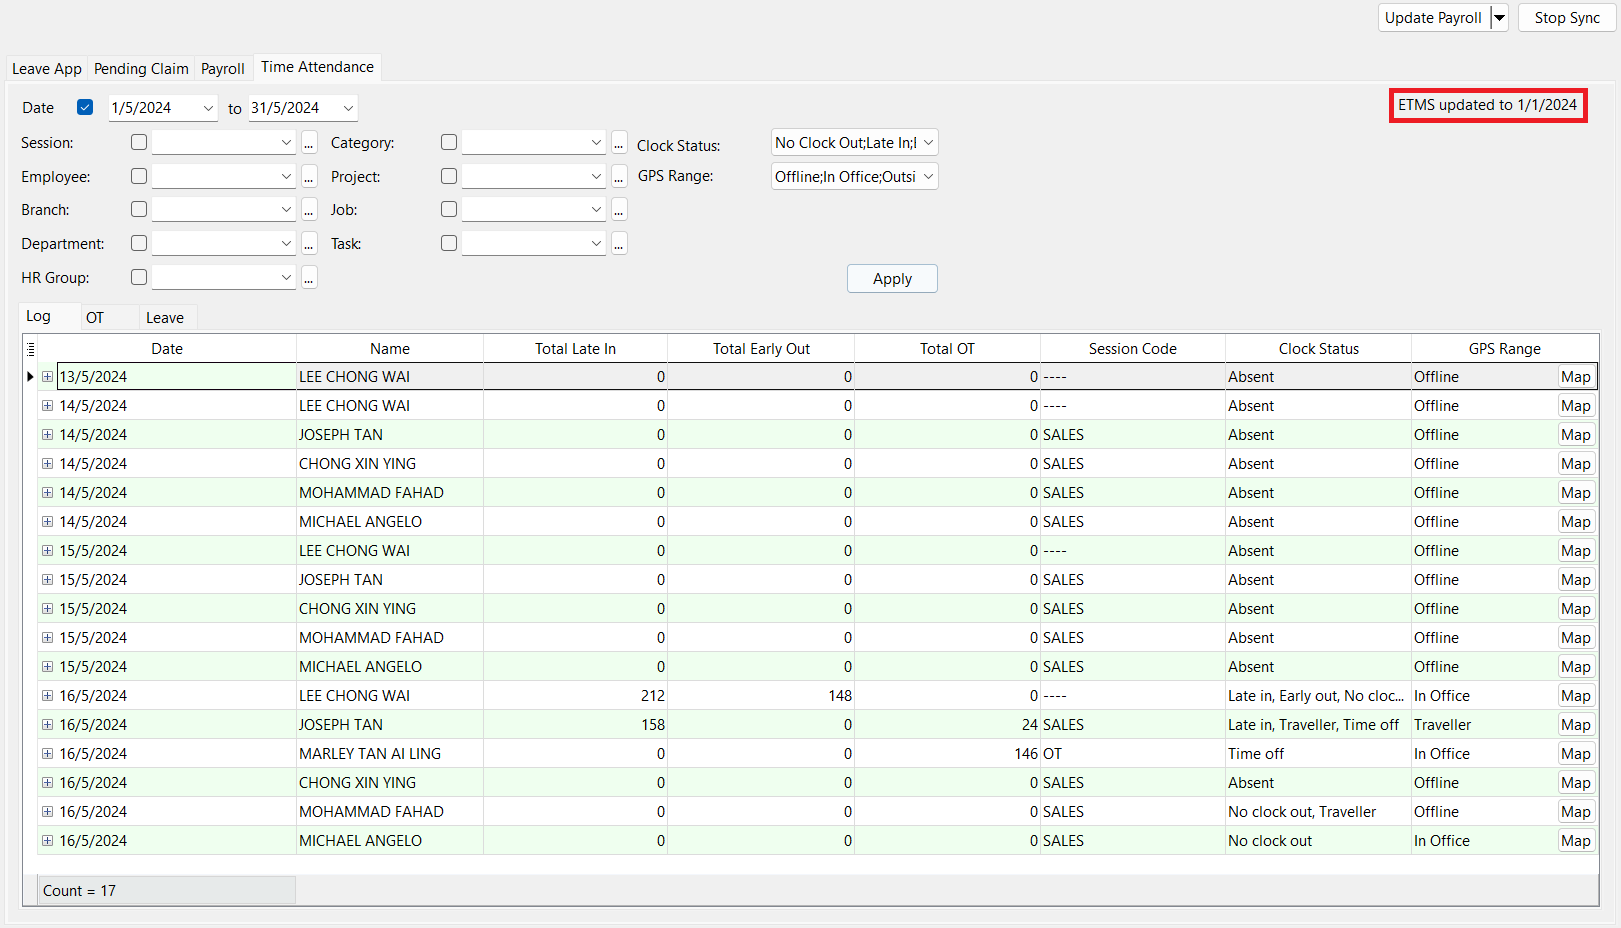 Update Payroll Stop Sync
Leave App Pending Claim Payroll Time Attendance
Date 1/5/2024 to 31/5/2024 ETMS updated to 1/1/2024
Session: ... Category: ... Clock Status: No Clock Out;Late In;I
Employee: ... Project: ... GPS Range: Offline;In Office;Outsi
Branch: ... Job: ...
Department: ... Task: ...
HR Group: ... Apply
Log OT Leave
Date Name Total Late In Total Early Out Total OT Session Code Clock Status GPS Range
13/5/2024 LEE CHONG WAI 0 0 0 ---- Absent Offline Map
14/5/2024 LEE CHONG WAI 0 0 0 ---- Absent Offline Map
14/5/2024 JOSEPH TAN 0 0 0 SALES Absent Offline Map
14/5/2024 CHONG XIN YING 0 0 0 SALES Absent Offline Map
14/5/2024 MOHAMMAD FAHAD 0 0 0 SALES Absent Offline Map
14/5/2024 MICHAEL ANGELO 0 0 0 SALES Absent Offline Map
15/5/2024 LEE CHONG WAI 0 0 0 ---- Absent Offline Map
15/5/2024 JOSEPH TAN 0 0 0 SALES Absent Offline Map
15/5/2024 CHONG XIN YING 0 0 0 SALES Absent Offline Map
15/5/2024 MOHAMMAD FAHAD 0 0 0 SALES Absent Offline Map
15/5/2024 MICHAEL ANGELO 0 0 0 SALES Absent Offline Map
16/5/2024 LEE CHONG WAI 212 148 0 ---- Late in, Early out, No cloc... In Office Map
16/5/2024 JOSEPH TAN 158 0 24 SALES Late in, Traveller, Time off Traveller Map
16/5/2024 MARLEY TAN AI LING 0 0 146 OT Time off In Office Map
16/5/2024 CHONG XIN YING 0 0 0 SALES Absent Offline Map
16/5/2024 MOHAMMAD FAHAD 0 0 0 SALES No clock out, Traveller Offline Map
16/5/2024 MICHAEL ANGELO 0 0 0 SALES No clock out In Office Map
Count = 17